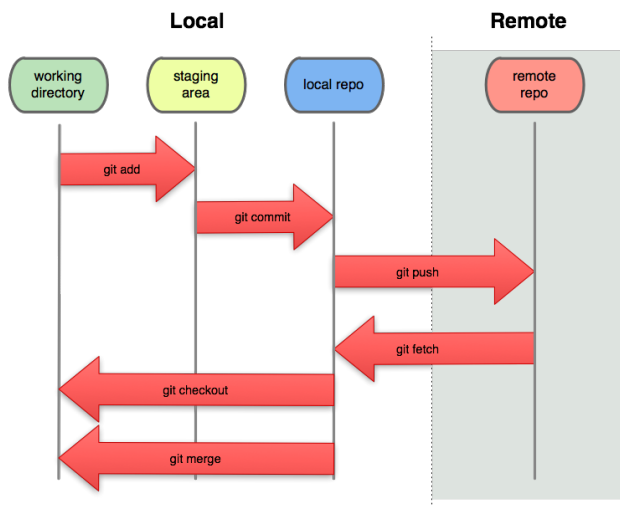 Local
Remote
working
directory
staging
area
local repo
remote
repo
git add
git commit
git push
git fetch
git checkout
git merge